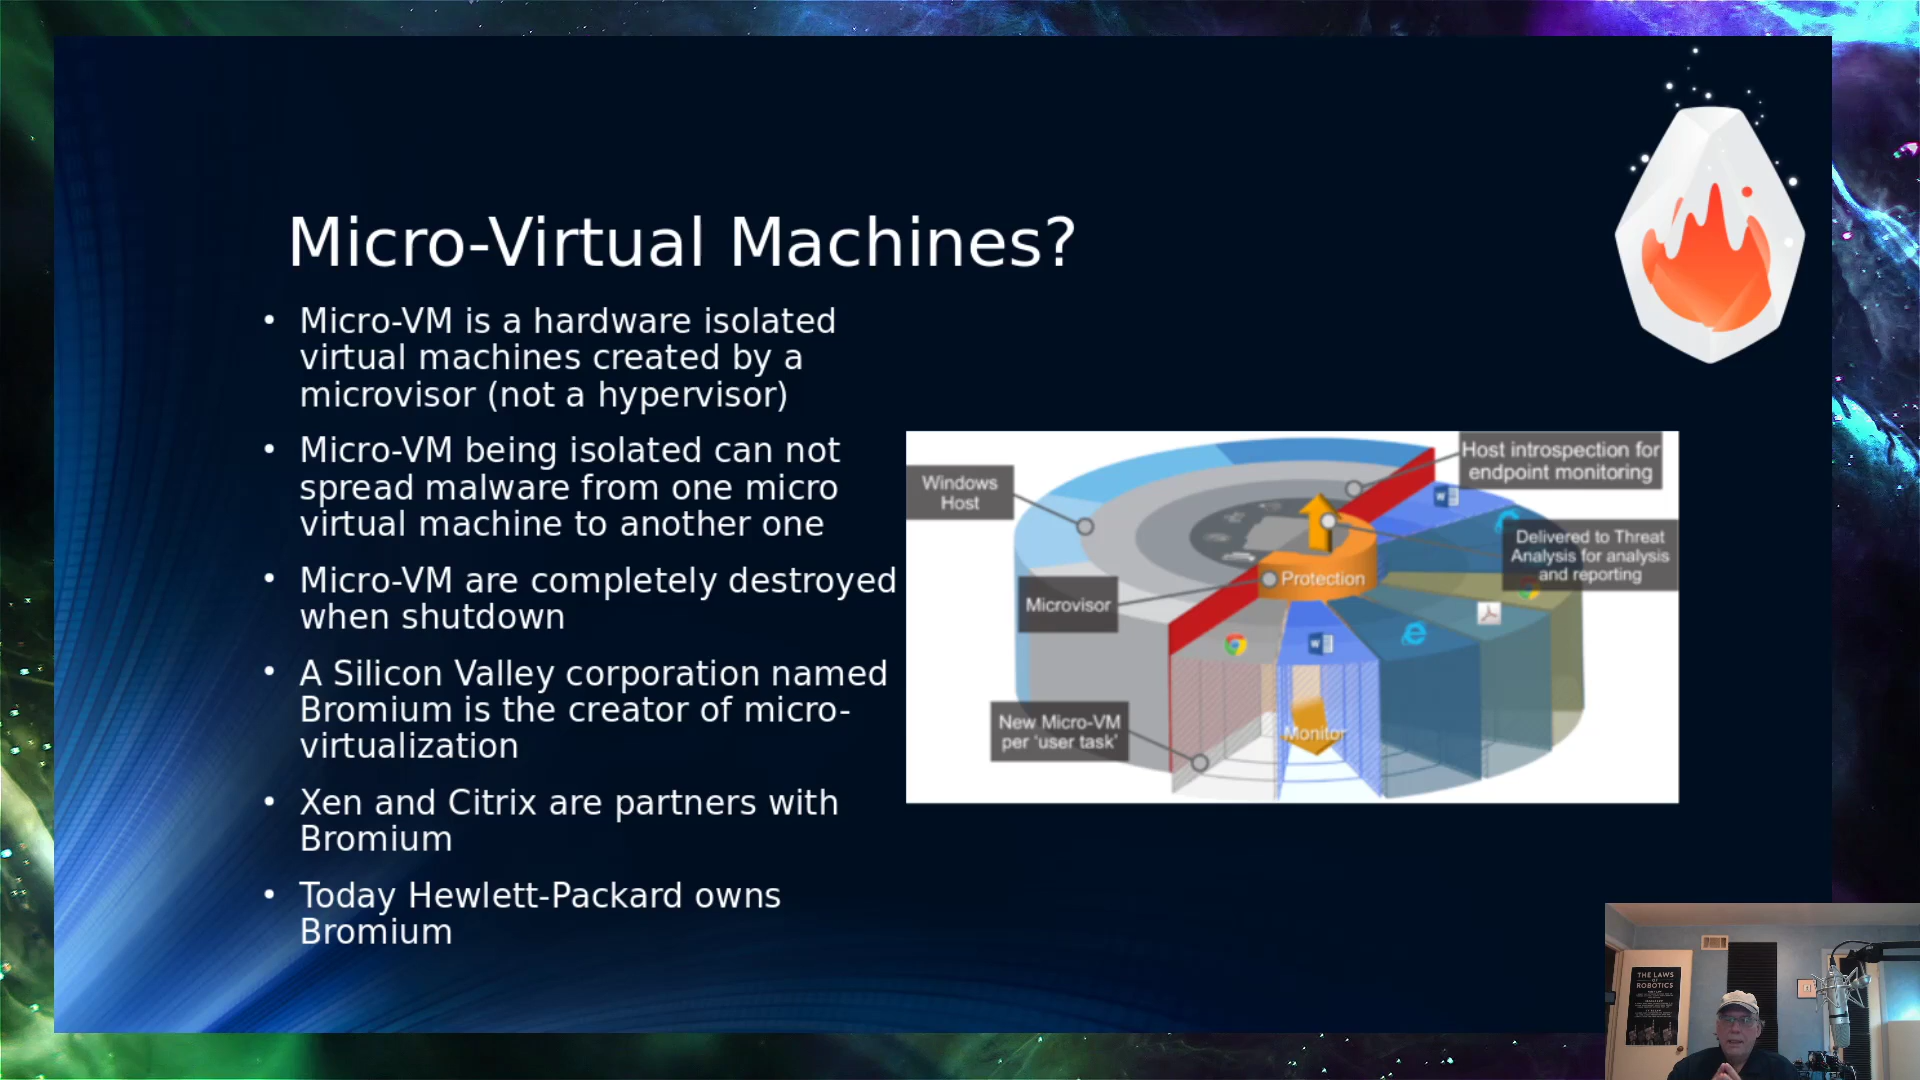 Micro-Virtual Machines?
• Micro-VM is a hardware isolated
virtual machines created by a
microvisor (not a hypervisor)
• Micro-VM being isolated can not
spread malware from one micro
virtual machine to another one
• Micro-VM are completely destroyed
when shutdown
• A Silicon Valley corporation named
Bromium is the creator of micro-
virtualization
• Xen and Citrix are partners with
Bromium
• Today Hewlett-Packard owns
Bromium
Windows
Host
Host introspection for
endpoint monitoring
Delivered to Threat
Analysis for analysis
and reporting
Protection
Microvisor
New Micro-VM
per 'user task'
Monitor
THE LAWS
OF
ROBOTICS